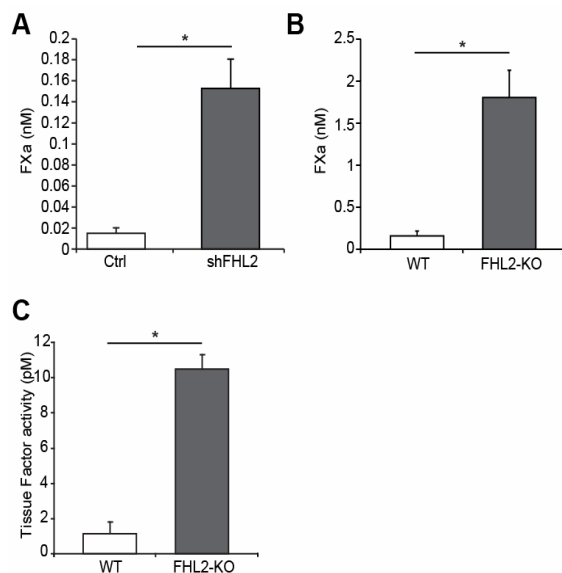 A
0.2
0.18
0.16
0.14
0.12
0.1
0.08
0.06
0.04
0.02
0
FXa (nM)
*
Ctrl
shFHL2
B
2.5
2
1.5
1
0.5
0
FXa (nM)
*
WT
FHL2-KO
C
12
10
8
6
4
2
0
Tissue Factor activity (pM)
*
WT
FHL2-KO